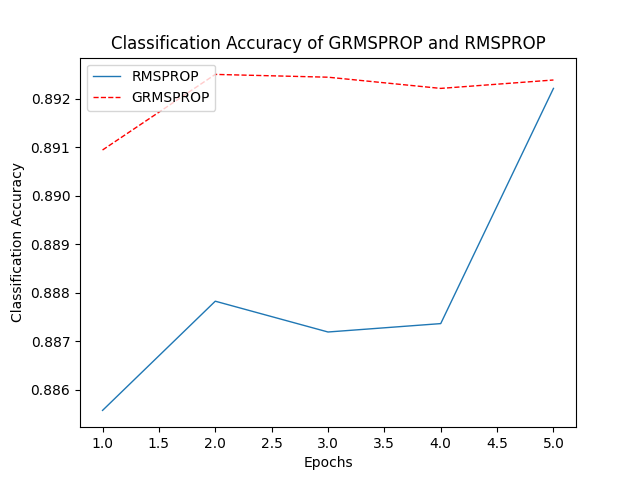 Classification Accuracy of GRMSPROP and RMSPROP
RMSPROP
GRMSPROP
Classification Accuracy
0.892
0.891
0.890
0.889
0.888
0.887
0.886
1.0 1.5 2.0 2.5 3.0 3.5 4.0 4.5 5.0
Epochs